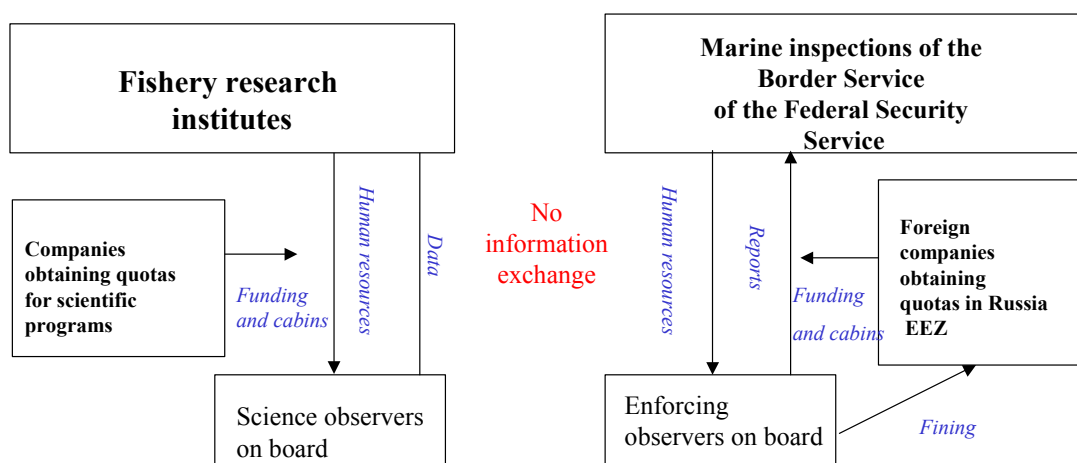 Fishery research
institutes
Marine inspections of the
Border Service
of the Federal Security
Service
Companies
obtaining quotas
for scientific
programs
Funding
and cabins
Human resources
Data
No
information
exchange
Human resources
Reports
Funding
and cabins
Foreign
companies
obtaining
quotas in Russia
EEZ
Science observers
on board
Enforcing
observers on board
Fining